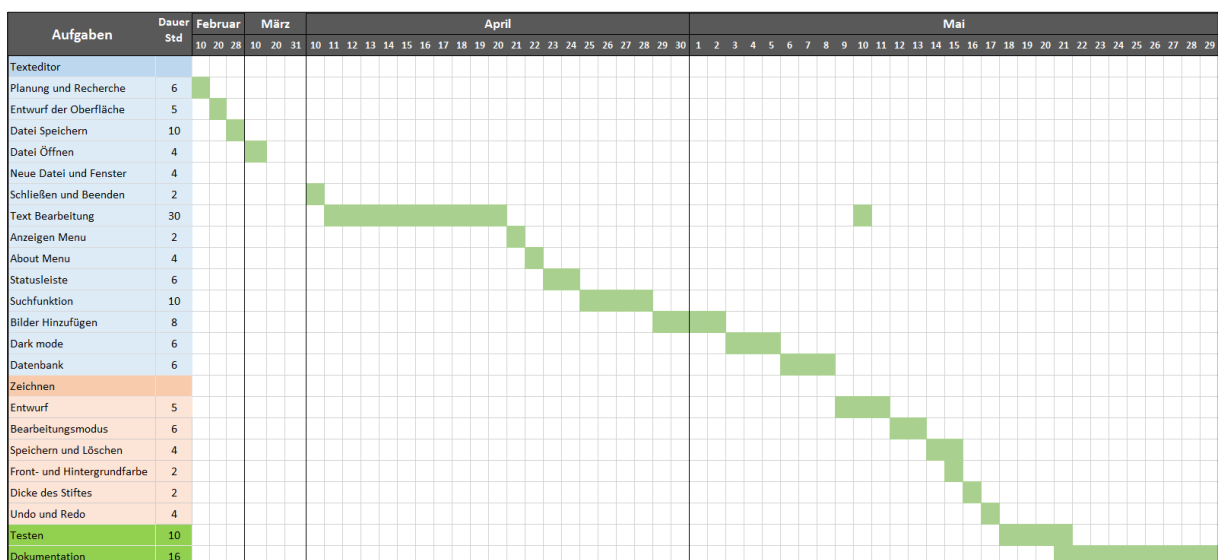 Aufgaben Dauer Std Februar März April Mai
10 20 28 10 20 31 10 11 12 13 14 15 16 17 18 19 20 21 22 23 24 25 26 27 28 29 30 1 2 3 4 5 6 7 8 9 10 11 12 13 14 15 16 17 18 19 20 21 22 23 24 25 26 27 28 29
Texteditor
Planung und Recherche 6
Entwurf der Oberfläche 5
Datei Speichern 10
Datei Öffnen 4
Neue Datei und Fenster 4
Schließen und Beenden 2
Text Bearbeitung 30
Anzeigen Menu 2
About Menu 4
Statusleiste 6
Suchfunktion 10
Bilder Hinzufügen 8
Dark mode 6
Datenbank 6
Zeichnen
Entwurf 5
Bearbeitungsmodus 6
Speichern und Löschen 4
Front- und Hintergrundfarbe 2
Dicke des Stiftes 2
Undo und Redo 4
Testen 10
Dokumentation 16